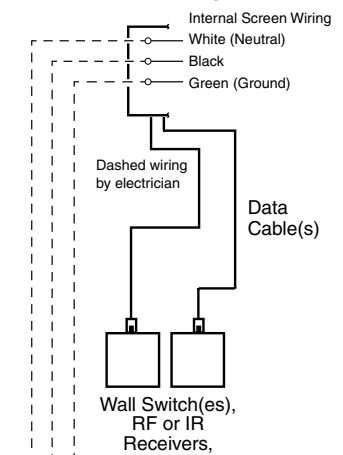 Internal Screen Wiring
White (Neutral)
Black
Green (Ground)
Dashed wiring
by electrician
Data
Cable(s)
Wall Switch(es),
RF or IR
Receivers,